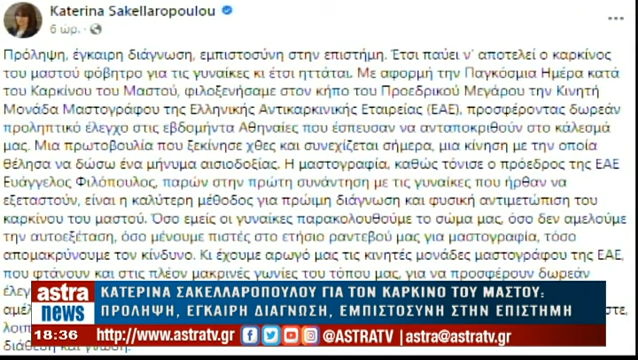 Katerina Sakellaropoulou
6 ώρ.
Πρόληψη, έγκαιρη διάγνωση, εμπιστοσύνη στην επιστήμη. Έτσι παύει ν' αποτελεί ο καρκίνος
του μαστού φόβητρο για τις γυναίκες κι έτσι ηττάται. Με αφορμή την Παγκόσμια Ημέρα κατά
του Καρκίνου του Μαστού, φιλοξενήσαμε στον κήπο του Προεδρικού Μεγάρου την Κινητή
Μονάδα Μαστογράφου της Ελληνικής Αντικαρκινικής Εταιρείας (ΕΑΕ), προσφέροντας δωρεάν
προληπτικό έλεγχο στις εβδομήντα Αθηναίες που έσπευσαν να ανταποκριθούν στο κάλεσμά
μας. Μια πρωτοβουλία που ξεκίνησε χθες και συνεχίζεται σήμερα, μια κίνηση με την οποία
θέλησα να δώσω ένα μήνυμα αισιοδοξίας. Η μαστογραφία, καθώς τόνισε ο πρόεδρος της ΕΑΕ
Ευάγγελος Φιλόπουλος, παρών στην πρώτη συνάντηση με τις γυναίκες που ήρθαν να
εξεταστούν, είναι η καλύτερη μέθοδος για πρώιμη διάγνωση και φυσική αντιμετώπιση του
καρκίνου του μαστού. Όσο εμείς οι γυναίκες παρακολουθούμε το σώμα μας, όσο δεν αμελούμε
την αυτοεξέταση, όσο μένουμε πιστές στο ετήσιο ραντεβού μας για μαστογραφία, τόσο
απομακρύνουμε τον κίνδυνο. Κι έχουμε αρωγό μας τις κινητές μονάδες μαστογράφου της ΕΑΕ,
που φτάνουν και στις πλέον μακρινές γωνίες του τόπου μας, για να προσφέρουν δωρεάν
astra
news
ΚΑΤΕΡΙΝΑ ΣΑΚΕΛΛΑΡΟΠΟΥΛΟΥ ΓΙΑ ΤΟΝ ΚΑΡΚΙΝΟ ΤΟΥ ΜΑΣΤΟΥ:
ΠΡΟΛΗΨΗ, ΕΓΚΑΙΡΗ ΔΙΑΓΝΩΣΗ, ΕΜΠΙΣΤΟΣΥΝΗ ΣΤΗΝ ΕΠΙΣΤΗΜΗ
18:36 http://www.astratv.gr @ASTRATV | astra@astratv.gr